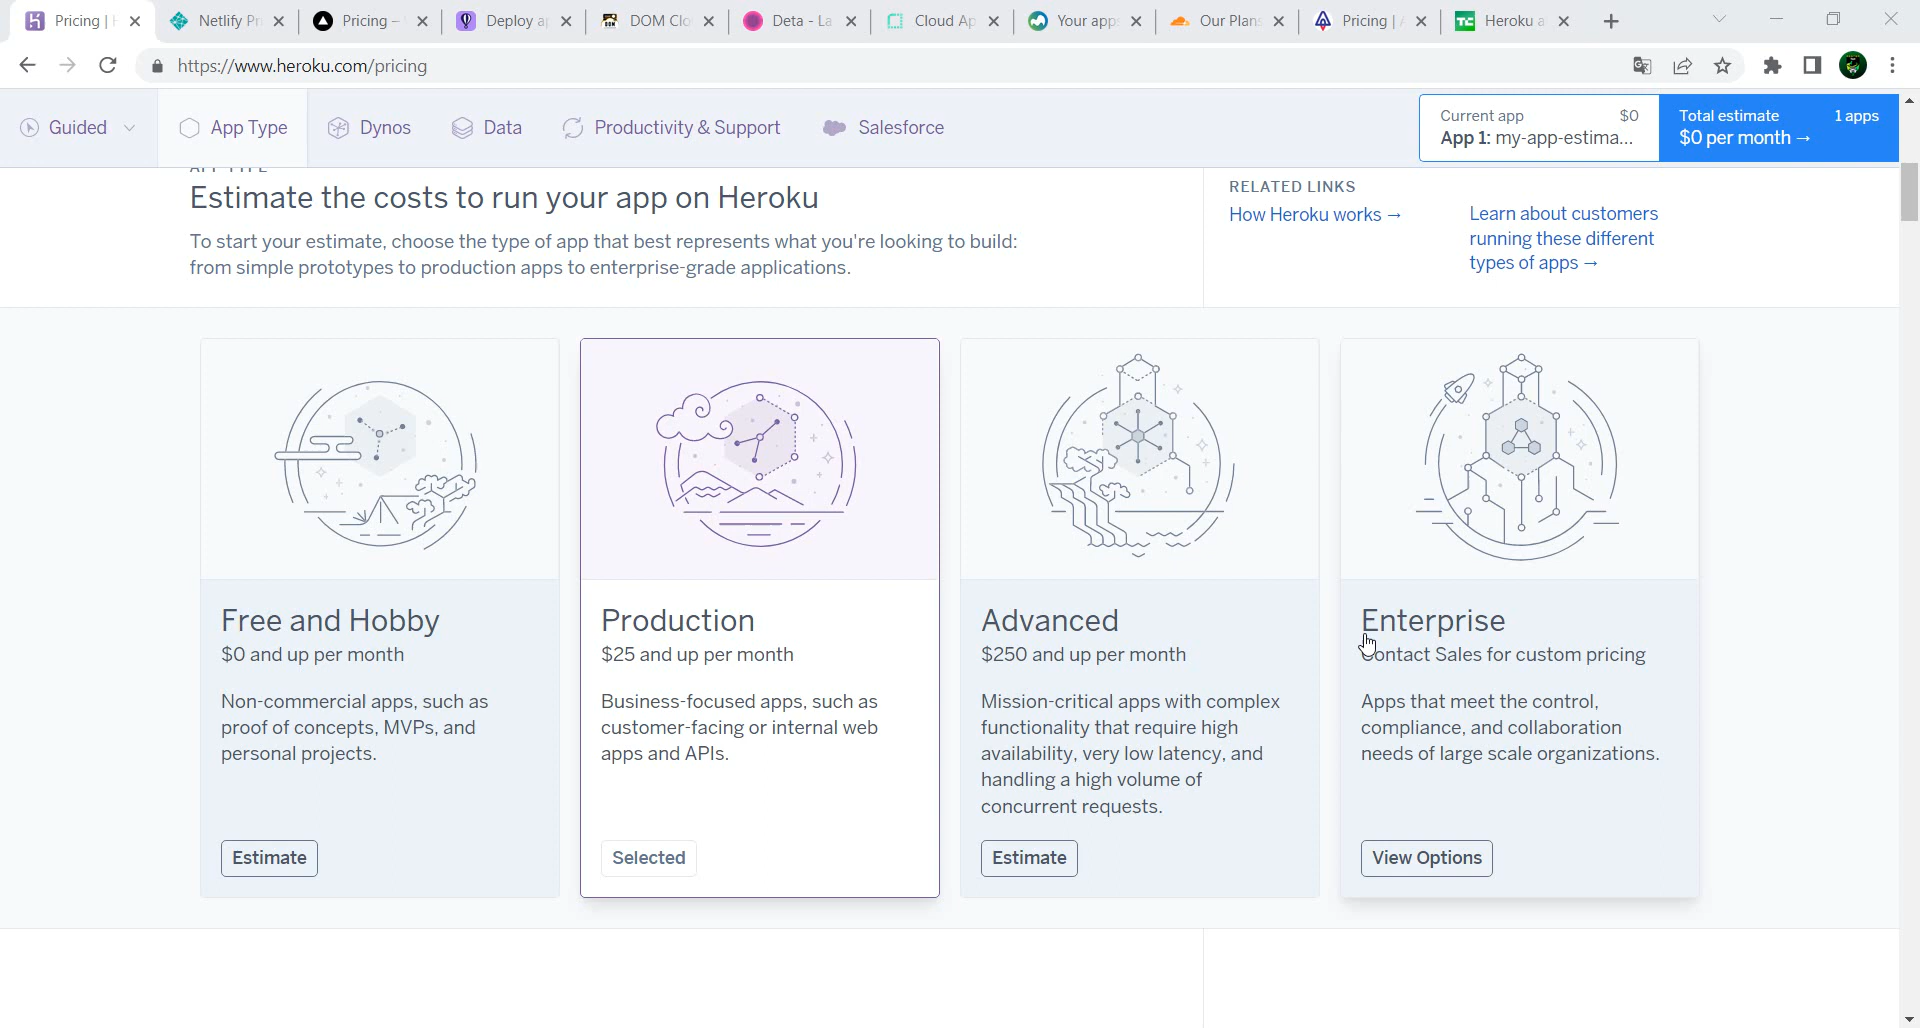 Pricing |
Netlify Pr
Pricing –
Deploy a
DOM Clo
Deta - La
Cloud Ap
Your app
Our Plan
Pricing |
Heroku a
https://www.heroku.com/pricing
Guided
App Type
Dynos
Data
Productivity & Support
Salesforce
Current app $0
App 1: my-app-estima...
Total estimate 1 apps
$0 per month →
Estimate the costs to run your app on Heroku
To start your estimate, choose the type of app that best represents what you're looking to build:
from simple prototypes to production apps to enterprise-grade applications.
RELATED LINKS
How Heroku works →
Learn about customers
running these different
types of apps →
Free and Hobby
$0 and up per month
Non-commercial apps, such as
proof of concepts, MVPs, and
personal projects.
Estimate
Production
$25 and up per month
Business-focused apps, such as
customer-facing or internal web
apps and APIs.
Selected
Advanced
$250 and up per month
Mission-critical apps with complex
functionality that require high
availability, very low latency, and
handling a high volume of
concurrent requests.
Estimate
Enterprise
Contact Sales for custom pricing
Apps that meet the control,
compliance, and collaboration
needs of large scale organizations.
View Options